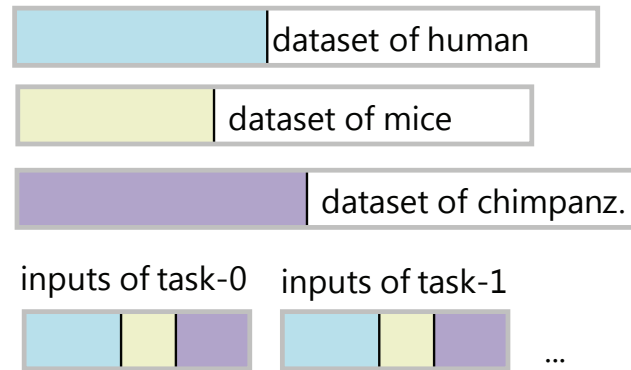 dataset of human
dataset of mice
dataset of chimpanz.
inputs of task-0 inputs of task-1
...